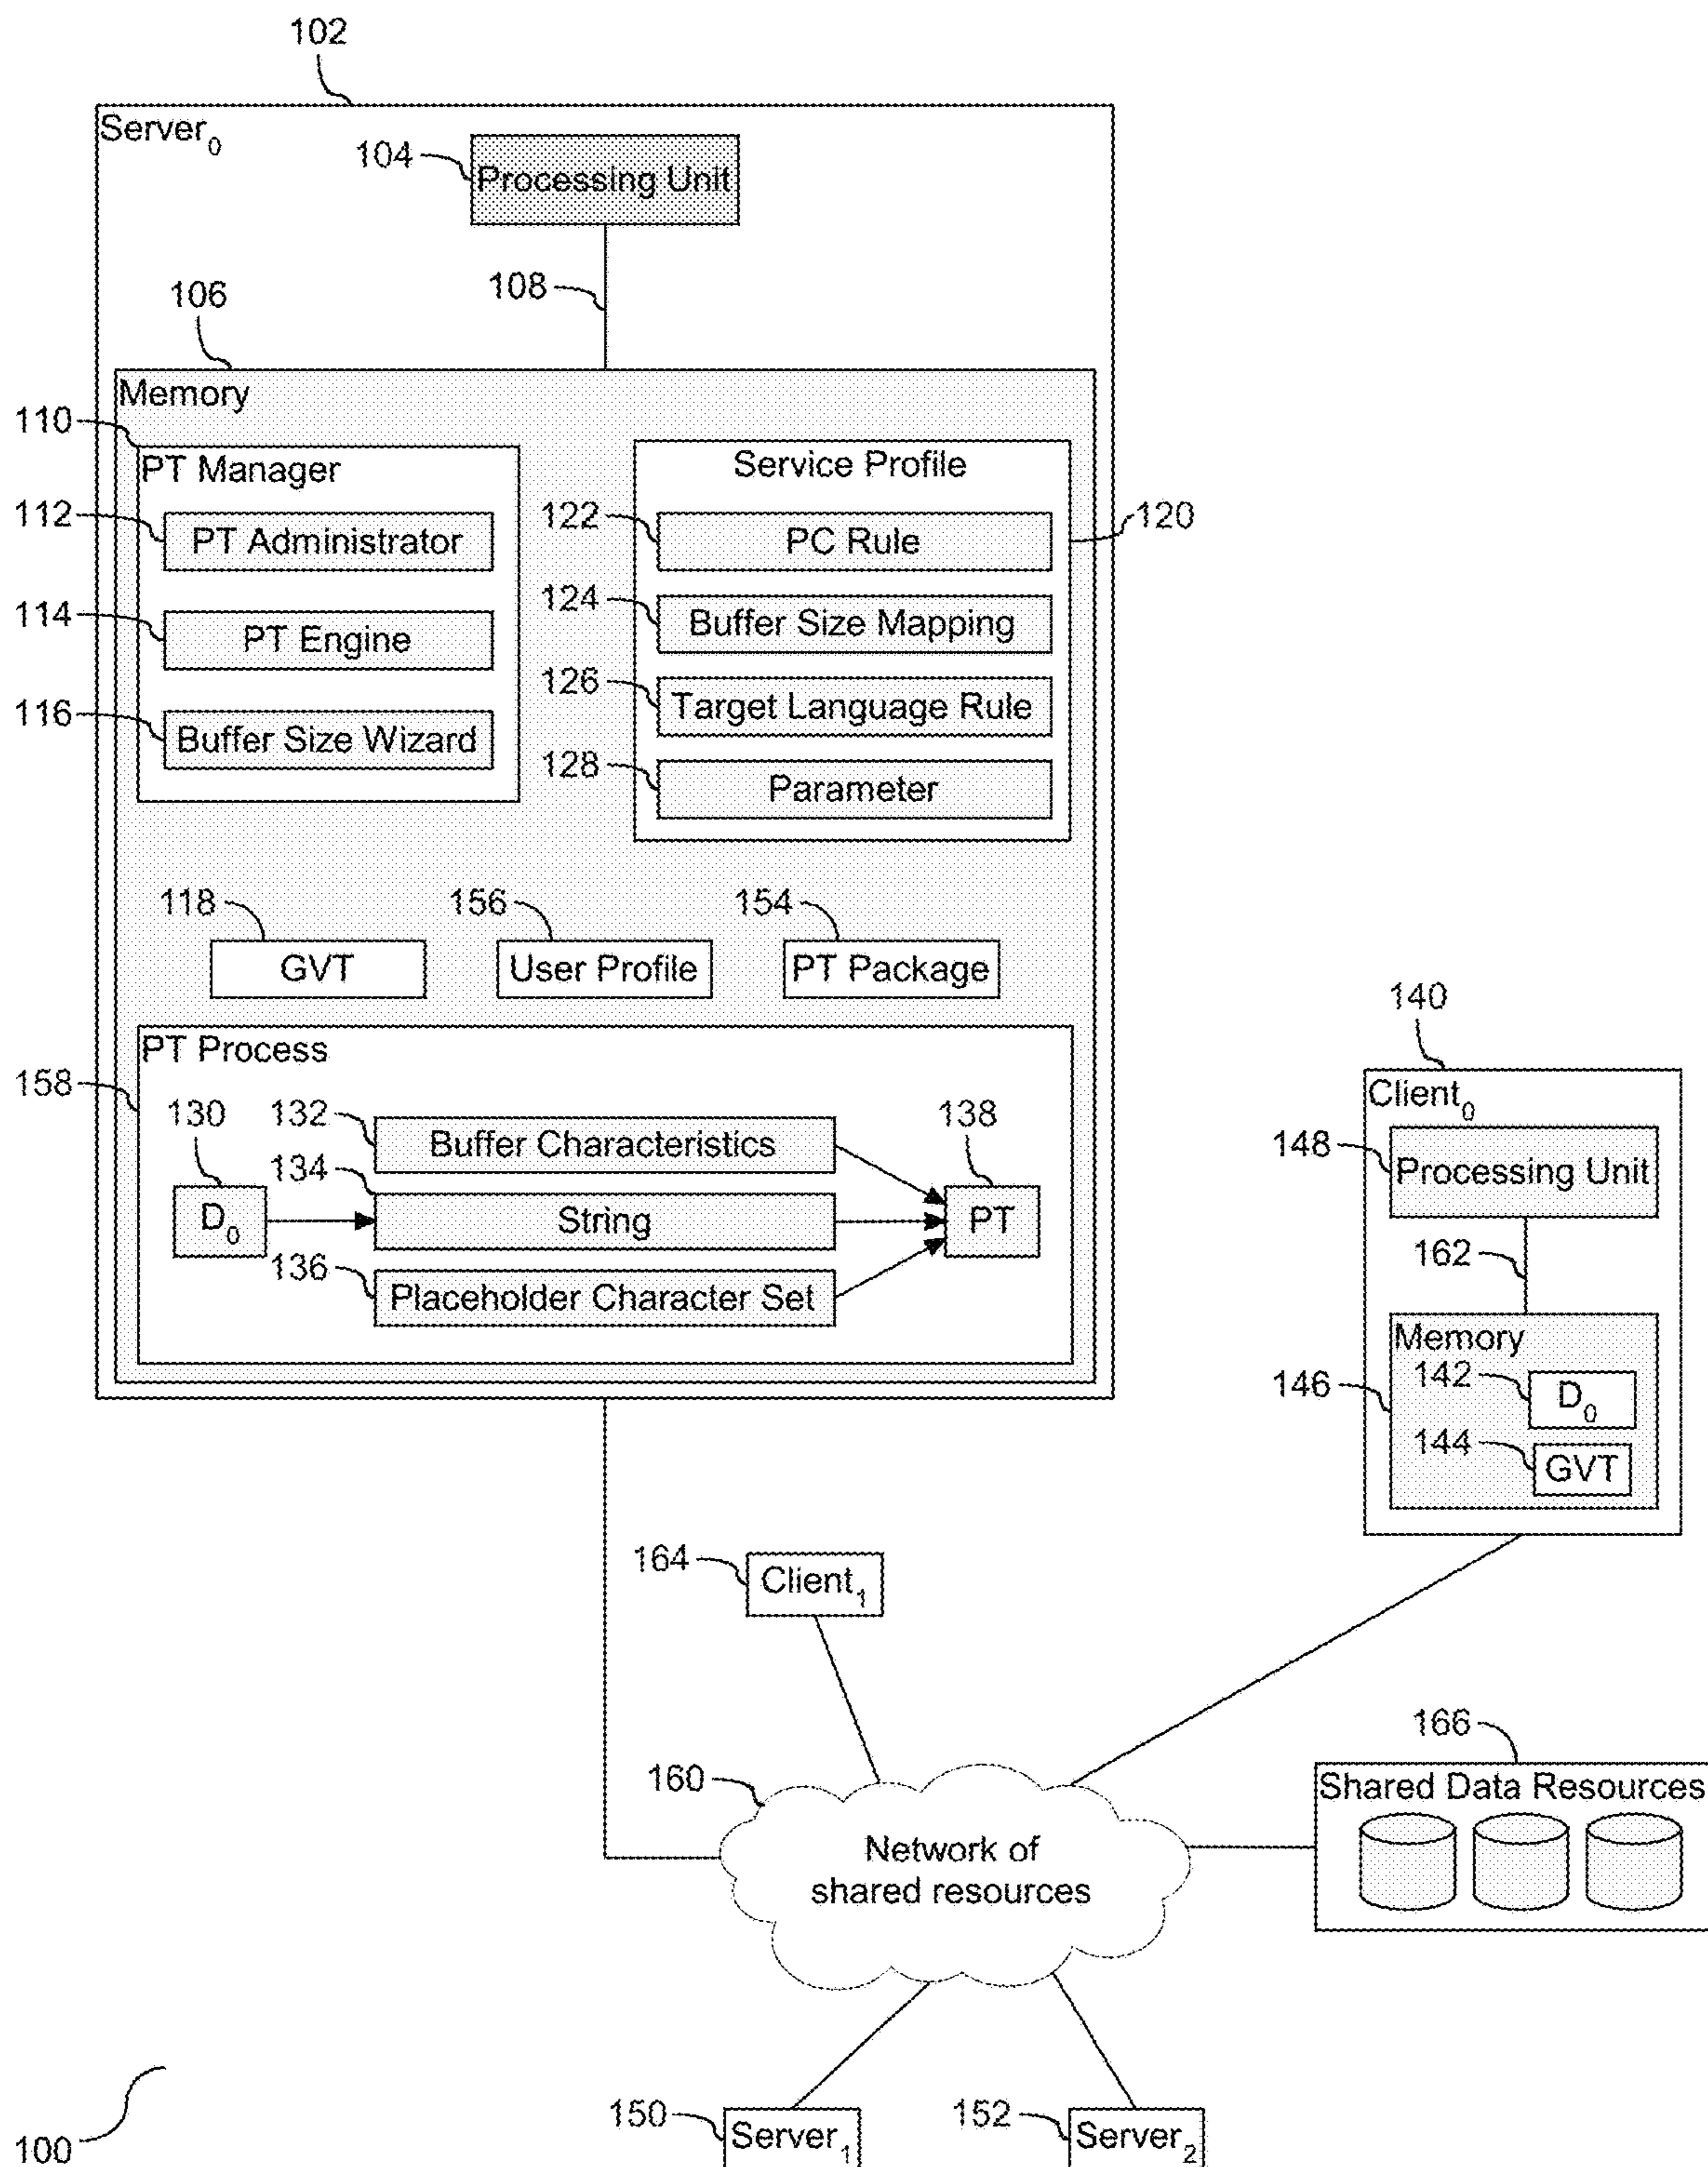 102
Server0
104
Processing Unit
108
106
Memory
110
PT Manager
112
PT Administrator
114
PT Engine
116
Buffer Size Wizard
Service Profile
120
122
PC Rule
124
Buffer Size Mapping
126
Target Language Rule
128
Parameter
118
GVT
156
User Profile
154
PT Package
158
PT Process
130
D0
132
Buffer Characteristics
134
String
136
Placeholder Character Set
138
PT
140
Client0
148
Processing Unit
162
Memory
146
142
D0
144
GVT
164
Client1
160
Network of
shared resources
166
Shared Data Resources
150
Server1
152
Server2
100